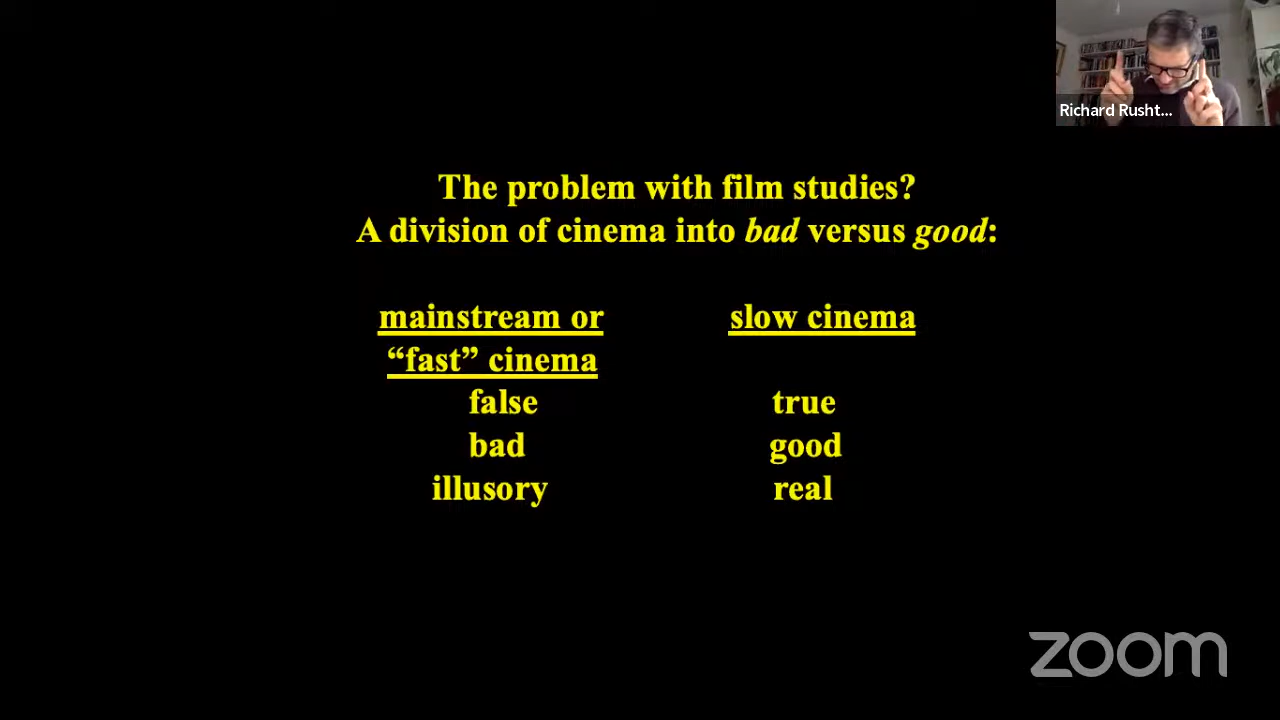 Richard Rusht...
The problem with film studies?
A division of cinema into bad versus good:
mainstream or slow cinema
“fast” cinema
false true
bad good
illusory real
zoom